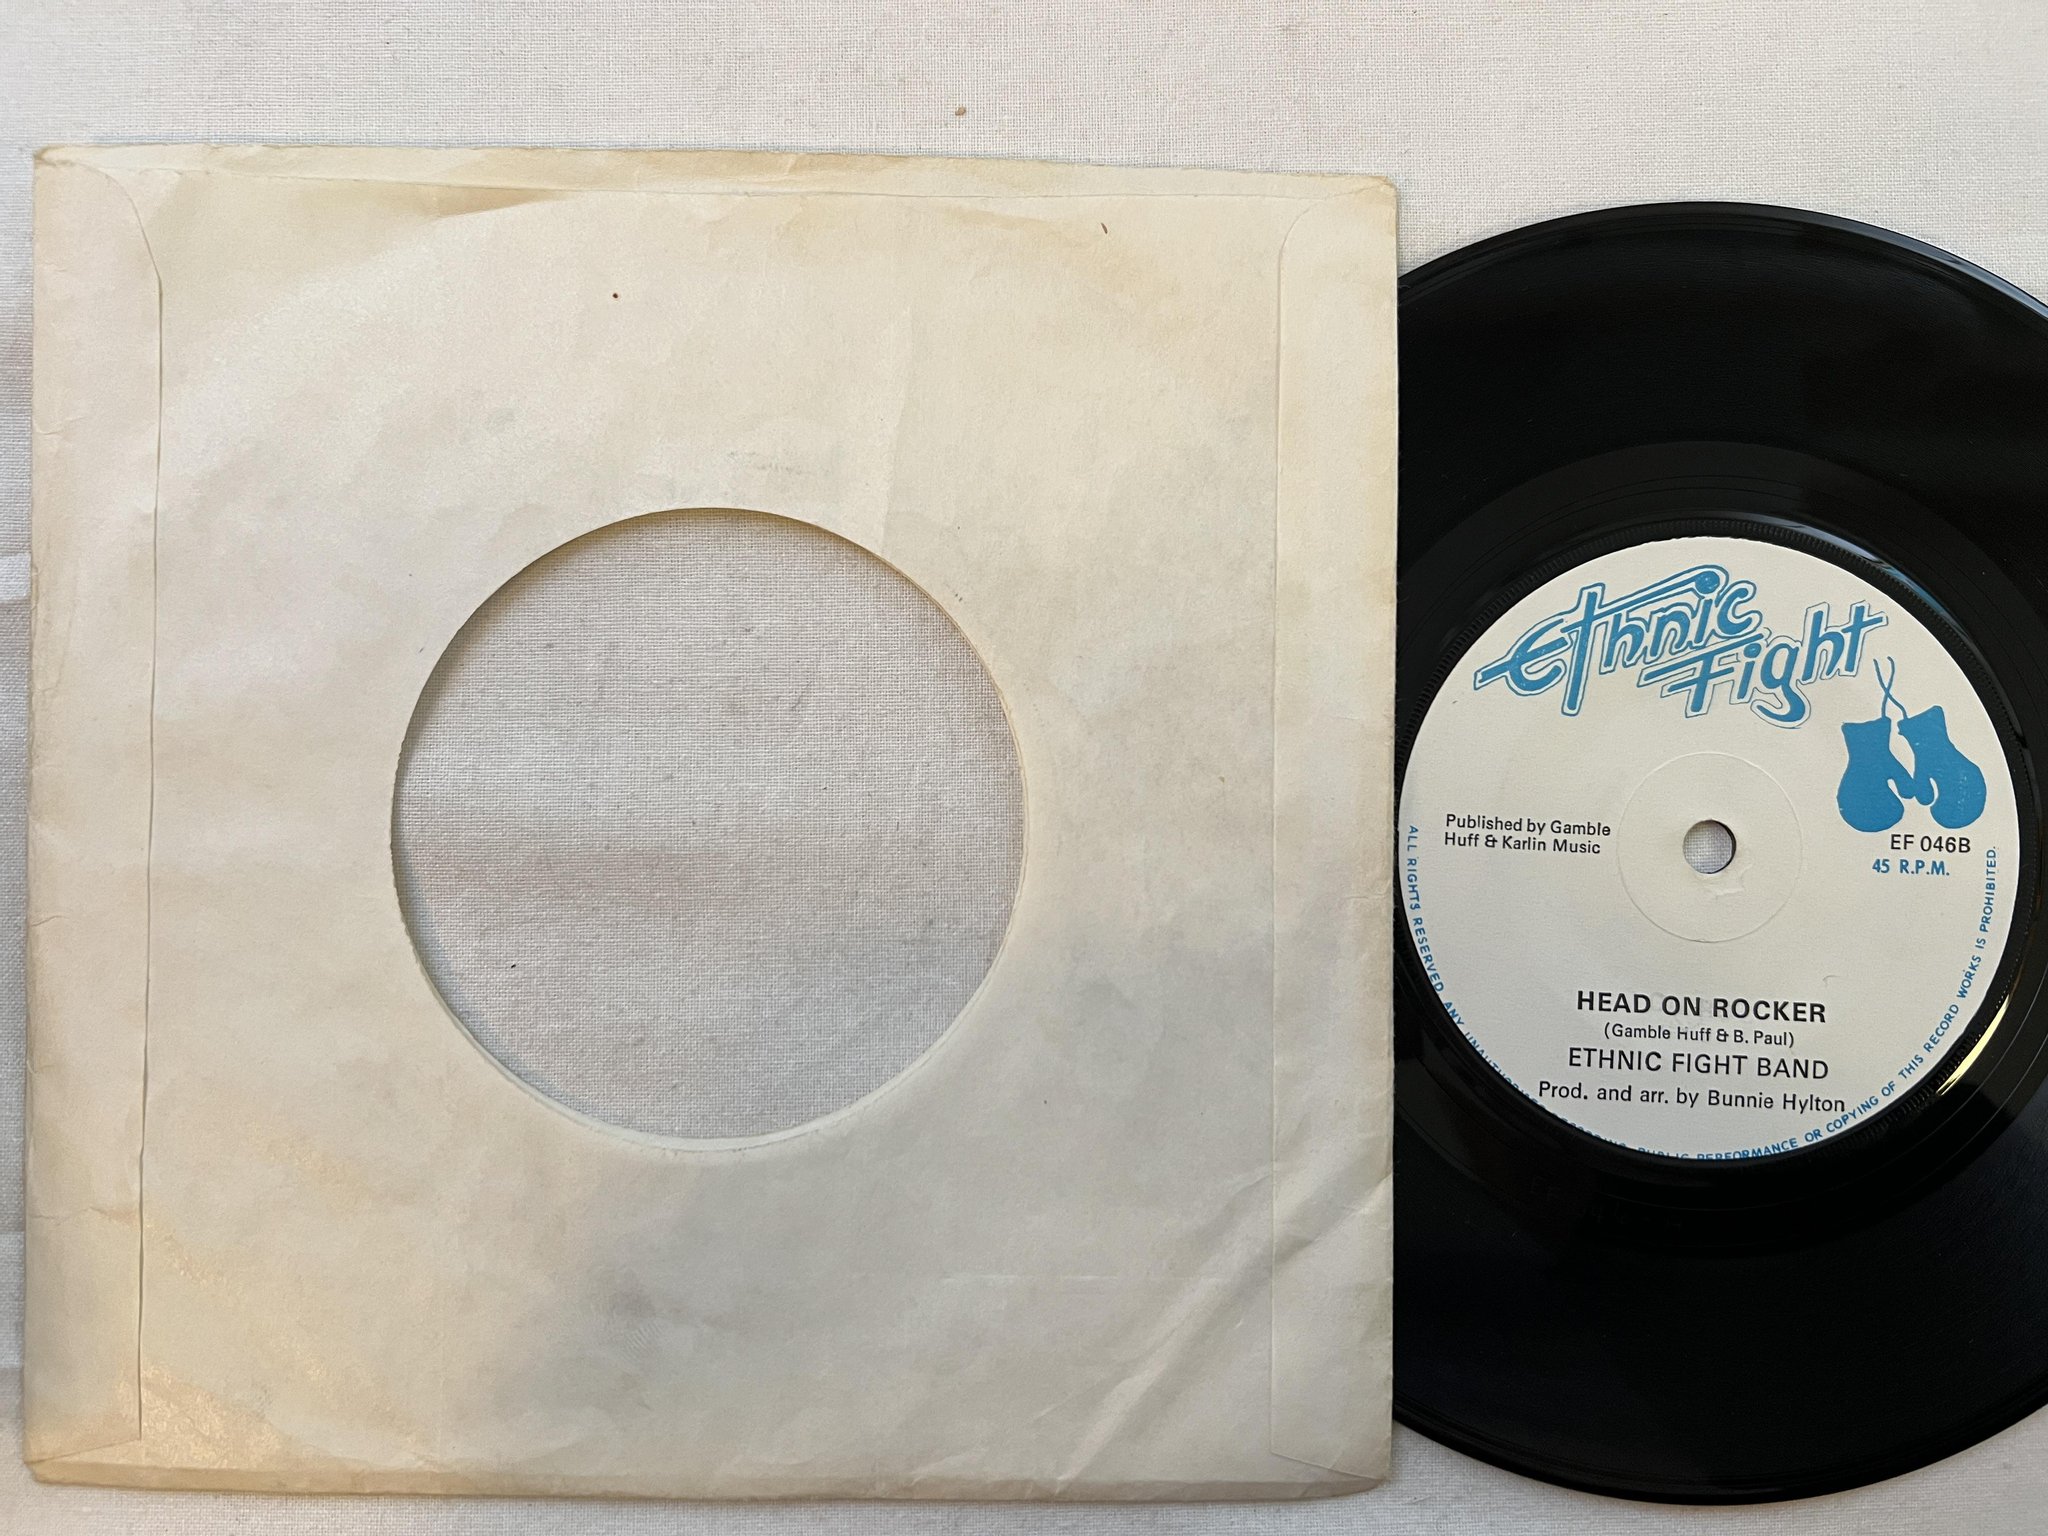 Ethnic
Fight
Published by Gamble
Huff & Karlin Music
EF 046B
45 R.P.M.
HEAD ON ROCKER
(Gamble Huff & B. Paul)
ETHNIC FIGHT BAND
Prod. and arr. by Bunnie Hylton
ALL RIGHTS RESERVED ANY PUBLIC PERFORMANCE OR COPYING OF THIS RECORD WORKS IS PROHIBITED.